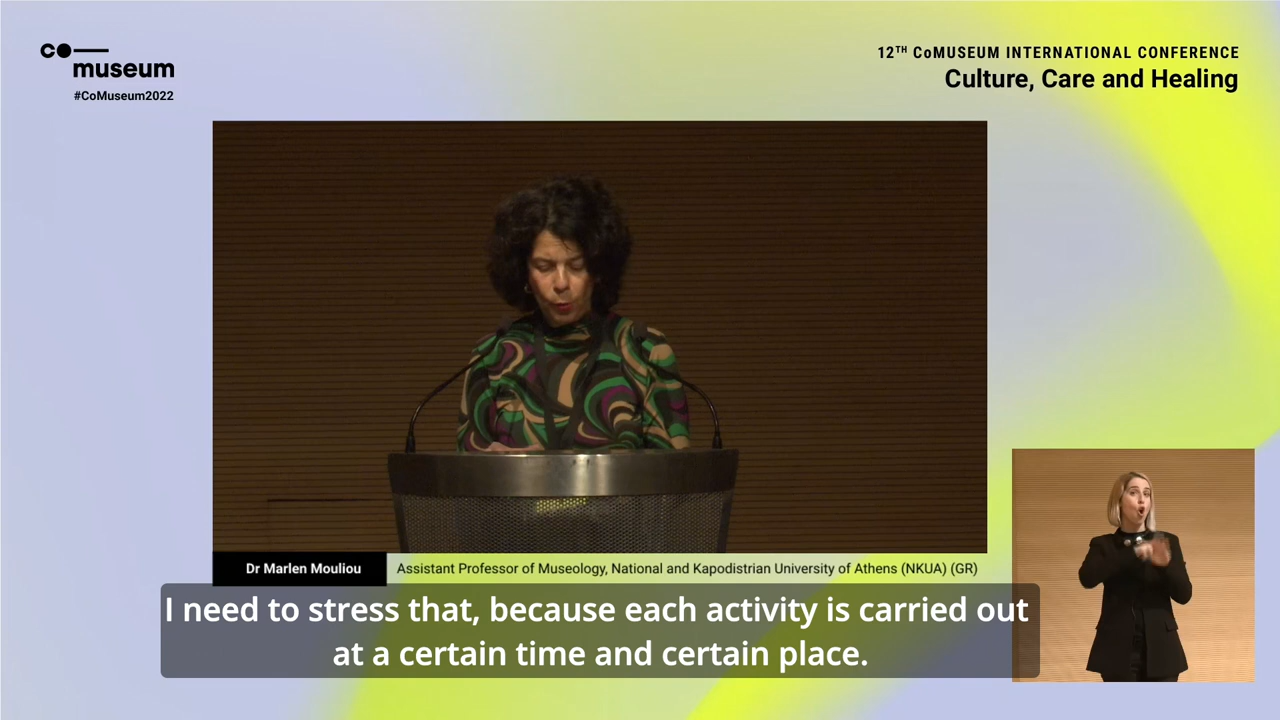 co
museum
#CoMuseum2022
12TH CoMUSEUM INTERNATIONAL CONFERENCE
Culture, Care and Healing
Dr Marlen Mouliou
Assistant Professor of Museology, National and Kapodistrian University of Athens (NKUA) (GR)
I need to stress that, because each activity is carried out
at a certain time and certain place.